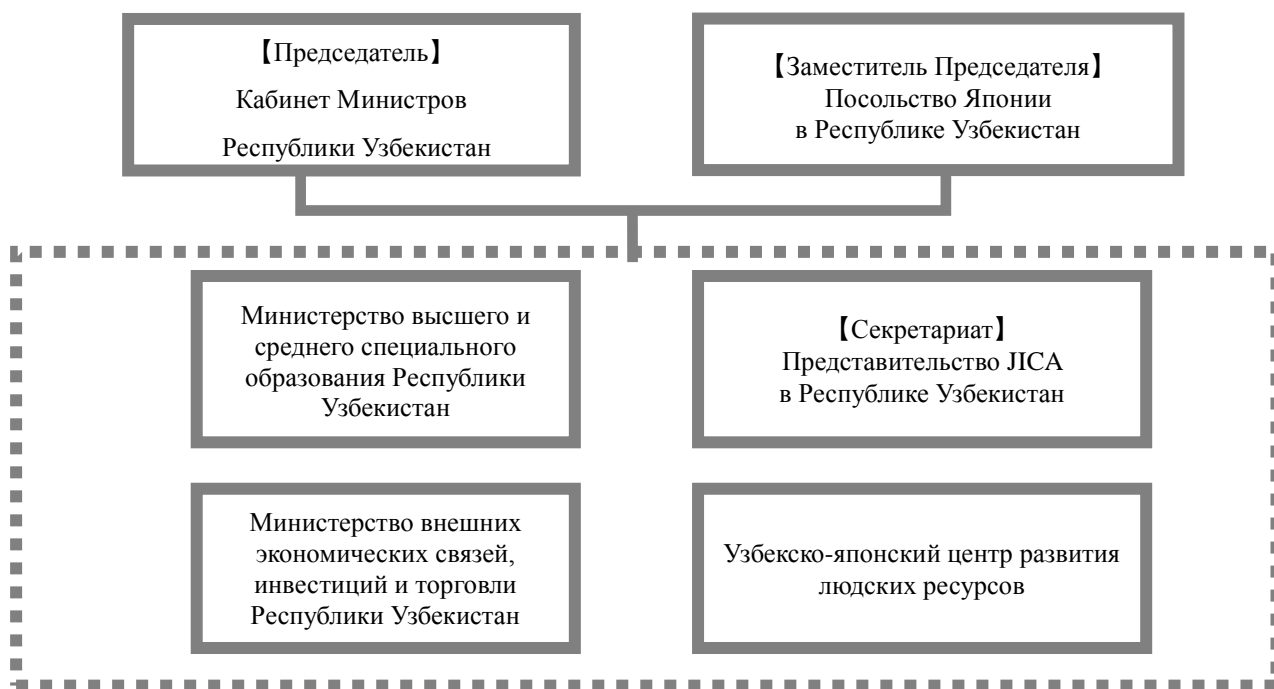 【Председатель】
Кабинет Министров
Республики Узбекистан
【Заместитель Председателя】
Посольство Японии
в Республике Узбекистан
Министерство высшего и
среднего специального
образования Республики
Узбекистан
【Секретариат】
Представительство JICA
в Республике Узбекистан
Министерство внешних
экономических связей,
инвестиций и торговли
Республики Узбекистан
Узбекско-японский центр развития
людских ресурсов